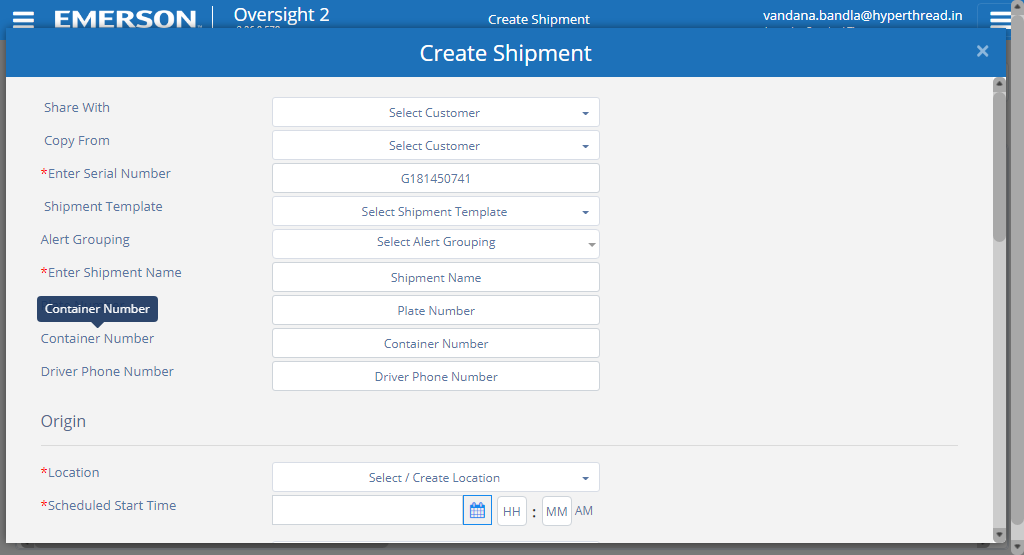 EMERSON Oversight 2 Create Shipment vandana.bandla@hyperthread.in
Create Shipment ×
Share With Select Customer
Copy From Select Customer
*Enter Serial Number G181450741
Shipment Template Select Shipment Template
Alert Grouping Select Alert Grouping
*Enter Shipment Name Shipment Name
Container Number Plate Number
Container Number Container Number
Driver Phone Number Driver Phone Number
Origin
*Location Select / Create Location
*Scheduled Start Time HH : MM AM